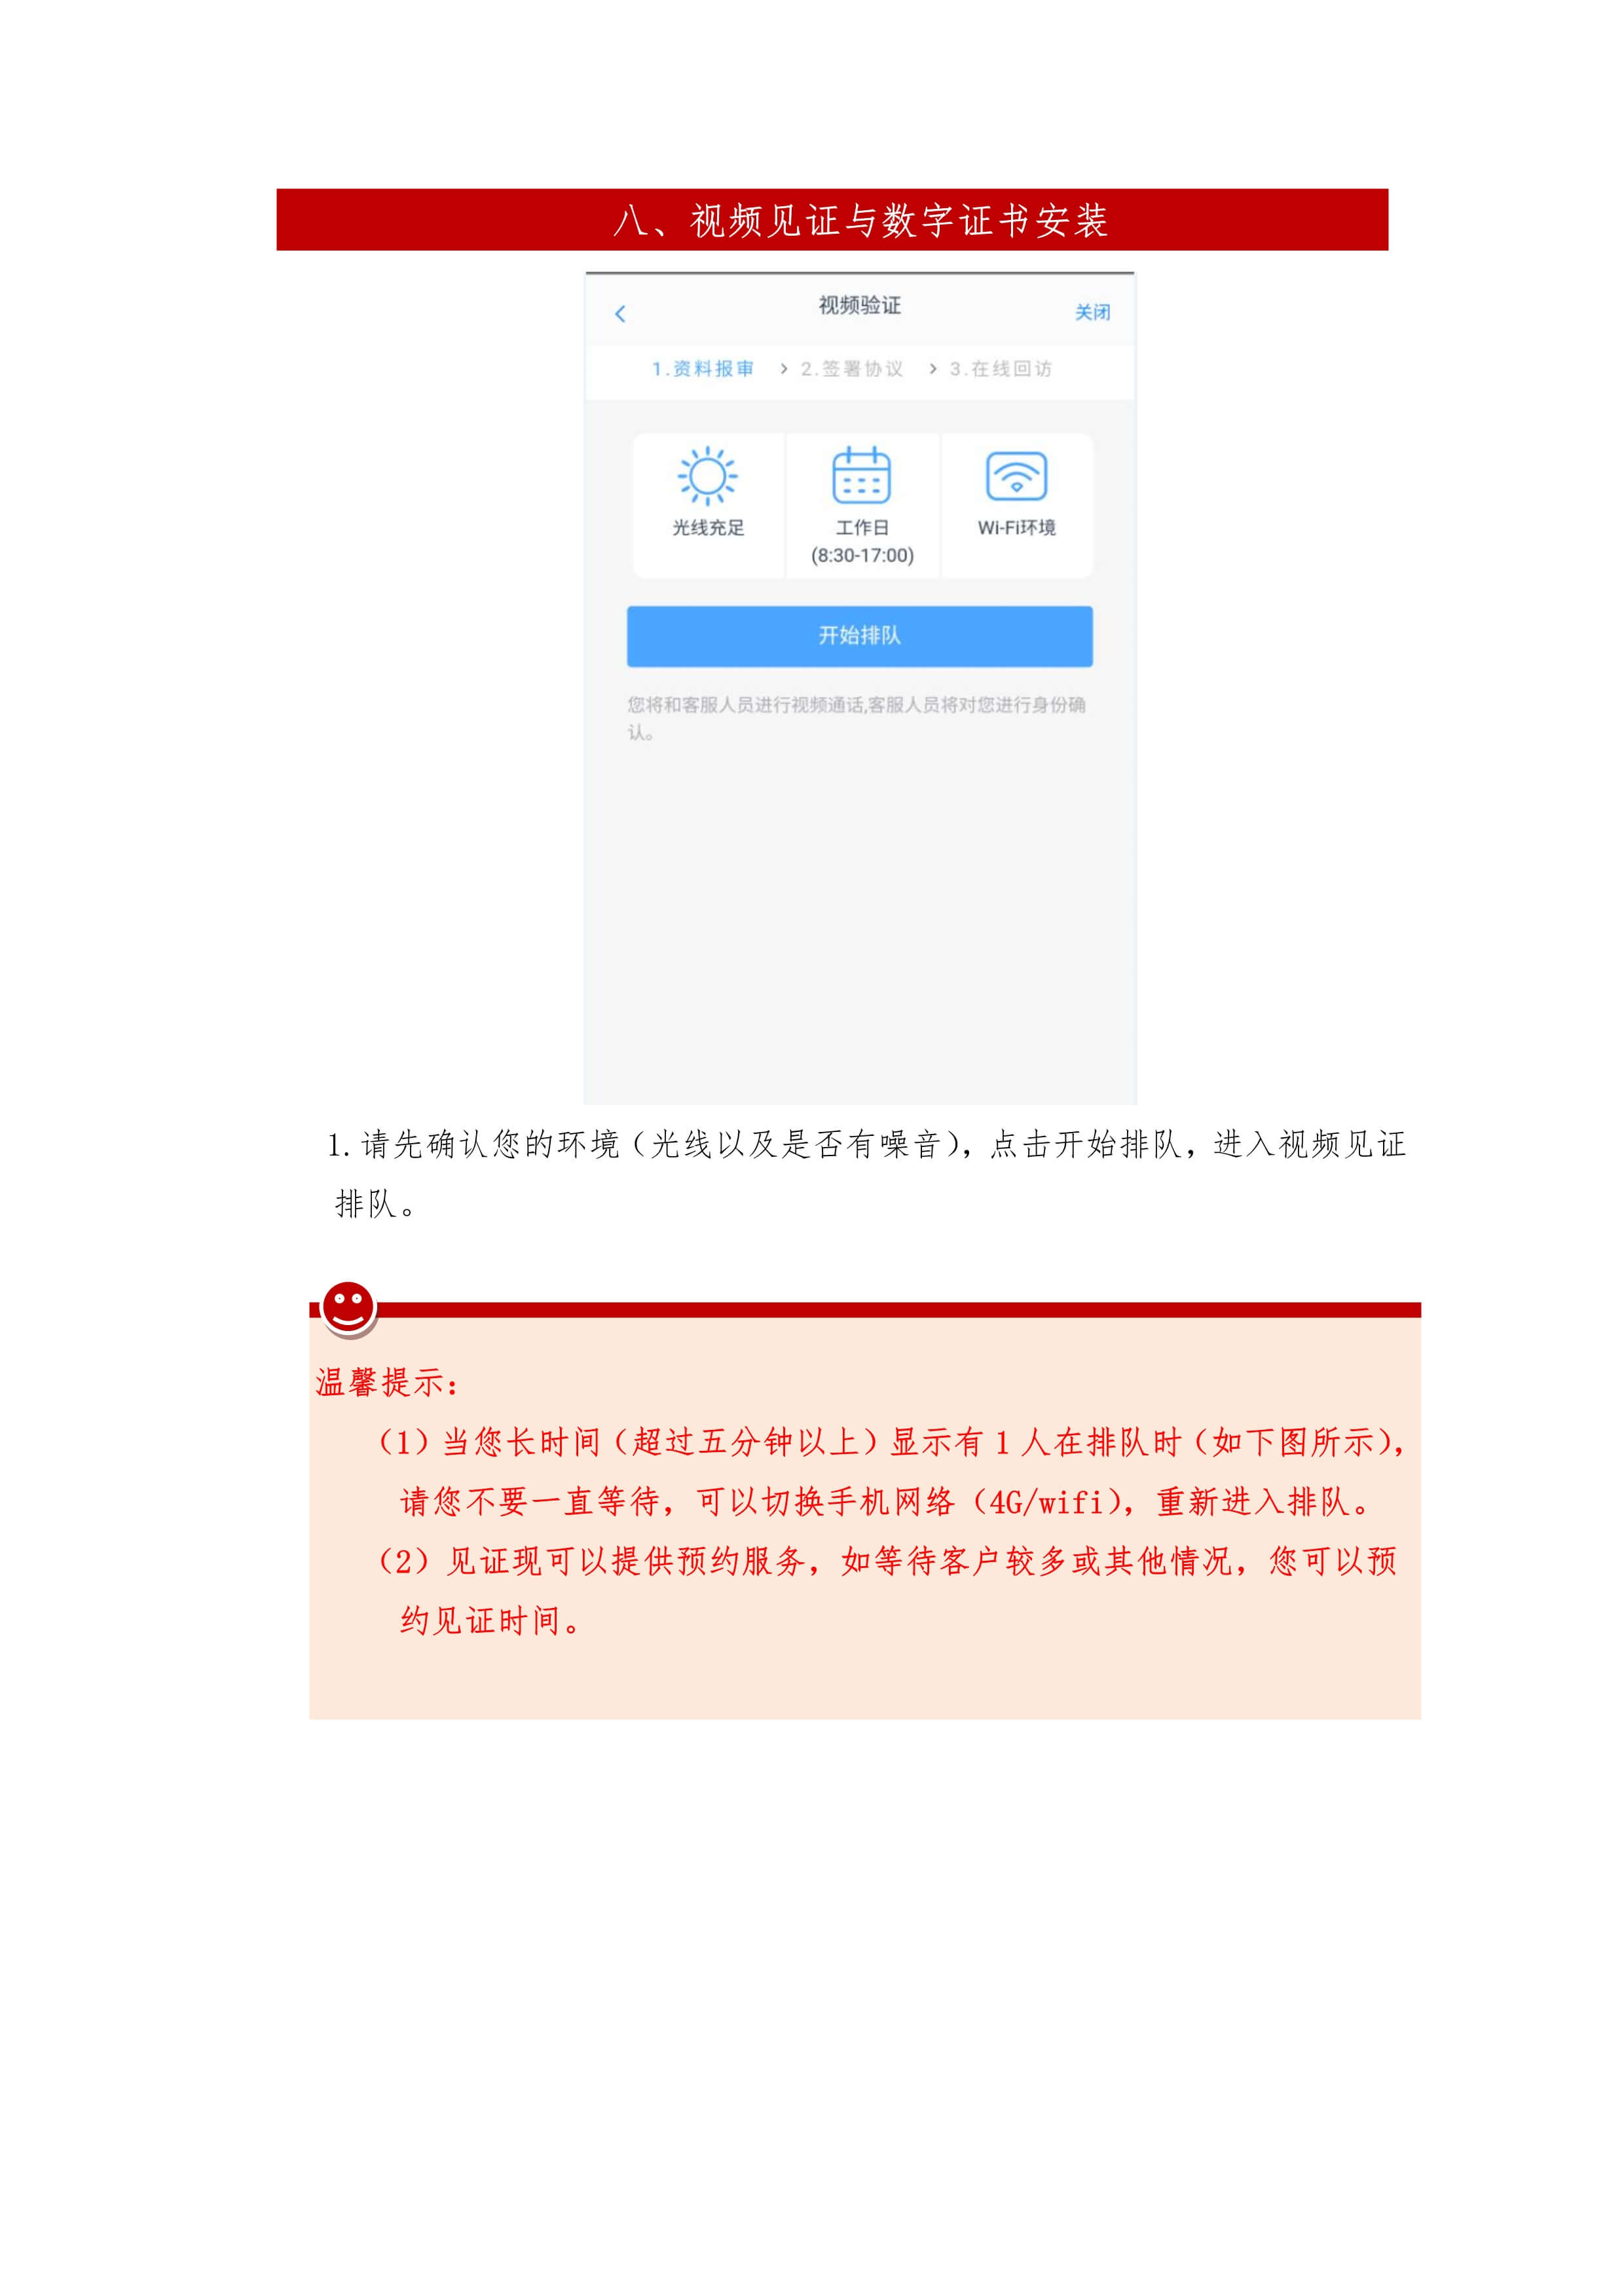 八、视频见证与数字证书安装
视频验证
关闭
1.资料报审 > 2.签署协议 > 3.在线回访
光线充足
工作日
(8:30-17:00)
Wi-Fi环境
开始排队
您将和客服人员进行视频通话,客服人员将对您进行身份确
认。
1.请先确认您的环境（光线以及是否有噪音），点击开始排队，进入视频见证
排队。
温馨提示：
（1）当您长时间（超过五分钟以上）显示有 1 人在排队时（如下图所示），
请您不要一直等待，可以切换手机网络（4G/wifi），重新进入排队。
（2）见证现可以提供预约服务，如等待客户较多或其他情况，您可以预
约见证时间。